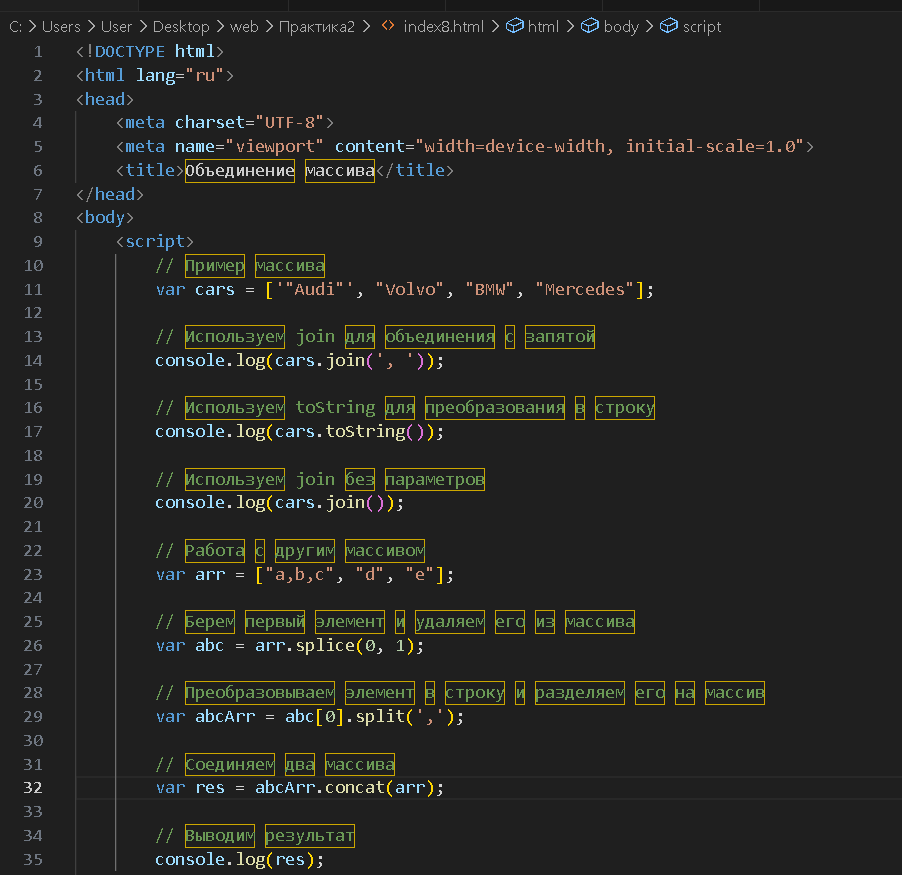 C: > Users > User > Desktop > web > Практика2 > <> index8.html > html > body > script
1 <!DOCTYPE html>
2 <html lang="ru">
3 <head>
4     <meta charset="UTF-8">
5     <meta name="viewport" content="width=device-width, initial-scale=1.0">
6     <title>Объединение массива</title>
7 </head>
8 <body>
9     <script>
10         // Пример массива
11         var cars = ['"Audi"', "Volvo", "BMW", "Mercedes"];
12
13         // Используем join для объединения с запятой
14         console.log(cars.join(', '));
15
16         // Используем toString для преобразования в строку
17         console.log(cars.toString());
18
19         // Используем join без параметров
20         console.log(cars.join());
21
22         // Работа с другим массивом
23         var arr = ["a,b,c", "d", "e"];
24
25         // Берем первый элемент и удаляем его из массива
26         var abc = arr.splice(0, 1);
27
28         // Преобразовываем элемент в строку и разделяем его на массив
29         var abcArr = abc[0].split(',');
30
31         // Соединяем два массива
32         var res = abcArr.concat(arr);
33
34         // Выводим результат
35         console.log(res);